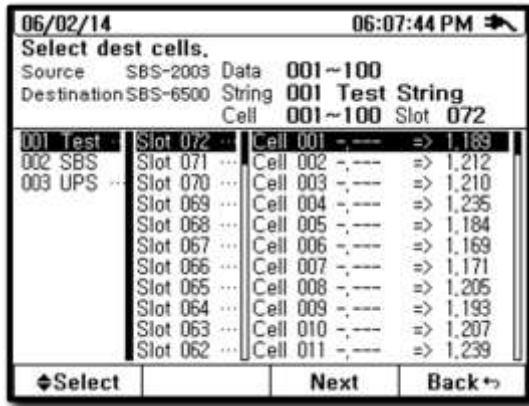 06/02/14 06:07:44 PM
Select dest cells.
Source SBS-2003 Data 001~100
Destination SBS-6500 String 001 Test String
Cell 001~100 Slot 072
001 Test Slot 072 ··· Cell 001 -.--- => 1.189
002 SBS Slot 071 ··· Cell 002 -.--- => 1.212
003 UPS ··· Slot 070 ··· Cell 003 -.--- => 1.210
Slot 069 ··· Cell 004 -.--- => 1.235
Slot 068 ··· Cell 005 -.--- => 1.184
Slot 067 ··· Cell 006 -.--- => 1.169
Slot 066 ··· Cell 007 -.--- => 1.171
Slot 065 ··· Cell 008 -.--- => 1.205
Slot 064 ··· Cell 009 -.--- => 1.193
Slot 063 ··· Cell 010 -.--- => 1.207
Slot 062 ··· Cell 011 -.--- => 1.239
Select Next Back